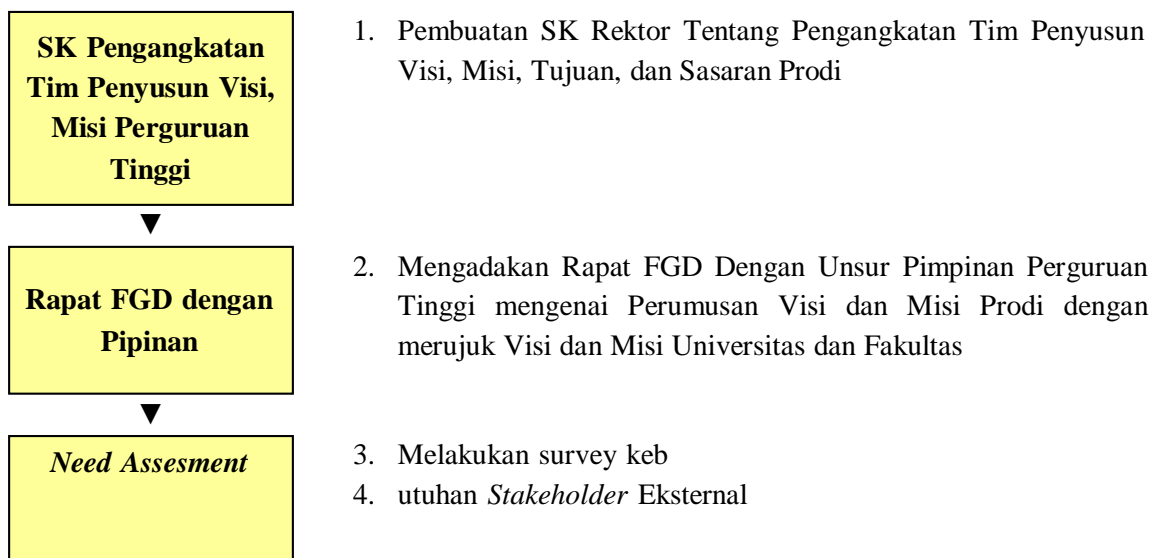 SK Pengangkatan
Tim Penyusun Visi,
Misi Perguruan
Tinggi
1. Pembuatan SK Rektor Tentang Pengangkatan Tim Penyusun
Visi, Misi, Tujuan, dan Sasaran Prodi
Rapat FGD dengan
Pipinan
2. Mengadakan Rapat FGD Dengan Unsur Pimpinan Perguruan
Tinggi mengenai Perumusan Visi dan Misi Prodi dengan
merujuk Visi dan Misi Universitas dan Fakultas
Need Assesment
3. Melakukan survey keb
4. utuhan Stakeholder Eksternal